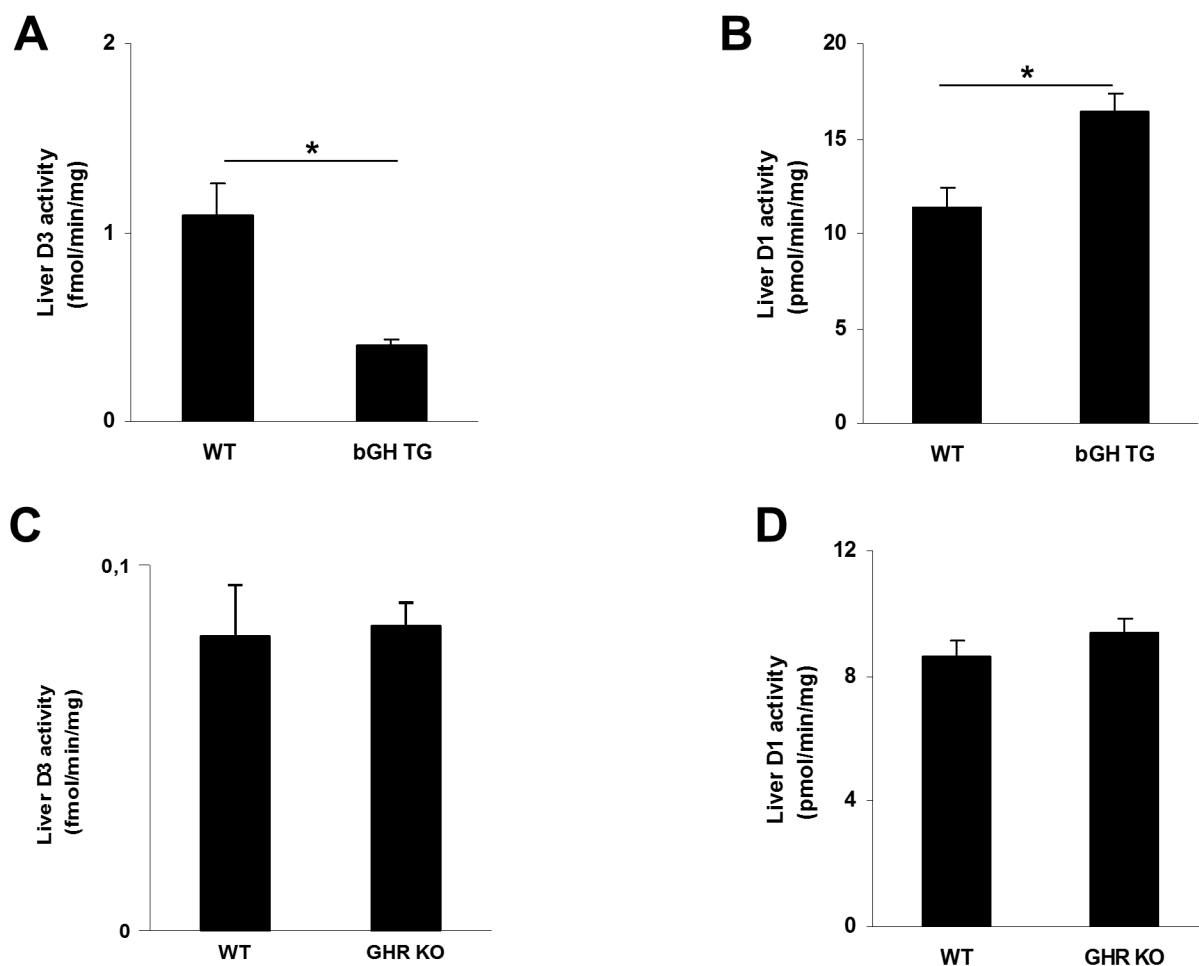 A
Liver D3 activity
(fmol/min/mg)
2
1
0
*
WT
bGH TG
B
Liver D1 activity
(pmol/min/mg)
20
15
10
5
0
*
WT
bGH TG
C
Liver D3 activity
(fmol/min/mg)
0,1
0
WT
GHR KO
D
Liver D1 activity
(pmol/min/mg)
12
8
4
0
WT
GHR KO